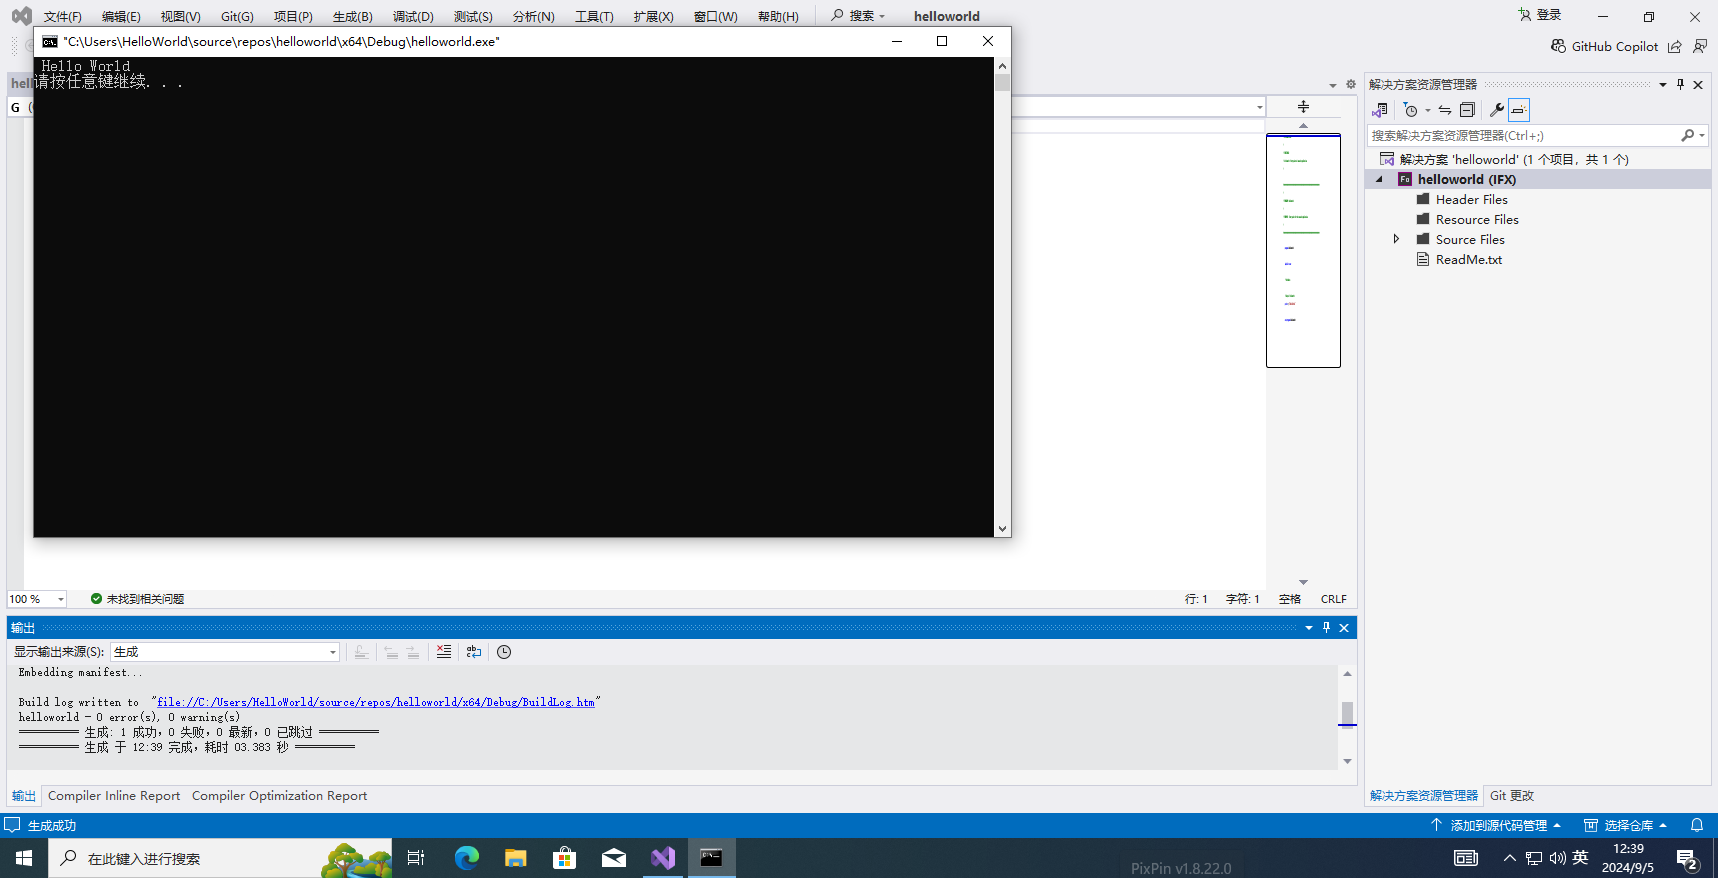 文件(F) 编辑(E) 视图(V) Git(G) 项目(P) 生成(B) 调试(D) 测试(S) 分析(N) 工具(T) 扩展(X) 窗口(W) 帮助(H) 搜索 helloworld 登录
GitHub Copilot
"C:\Users\HelloWorld\source\repos\helloworld\x64\Debug\helloworld.exe"
Hello World
请按任意键继续. . .
hell
G
解决方案资源管理器
搜索解决方案资源管理器(Ctrl+;)
解决方案 'helloworld' (1 个项目，共 1 个)
helloworld (IFX)
Header Files
Resource Files
Source Files
ReadMe.txt
100 % 未找到相关问题 行: 1 字符: 1 空格 CRLF
输出
显示输出来源(S): 生成
Embedding manifest...
Build log written to "file://C:/Users/HelloWorld/source/repos/helloworld/x64/Debug/BuildLog.htm"
helloworld - 0 error(s), 0 warning(s)
========== 生成: 1 成功，0 失败，0 最新，0 已跳过 ==========
========== 生成 于 12:39 完成，耗时 03.383 秒 ==========
输出 Compiler Inline Report Compiler Optimization Report
解决方案资源管理器 Git 更改
生成成功 添加到源代码管理 选择仓库
在此键入进行搜索
PixPin v1.8.22.0
英
12:39
2024/9/5
2